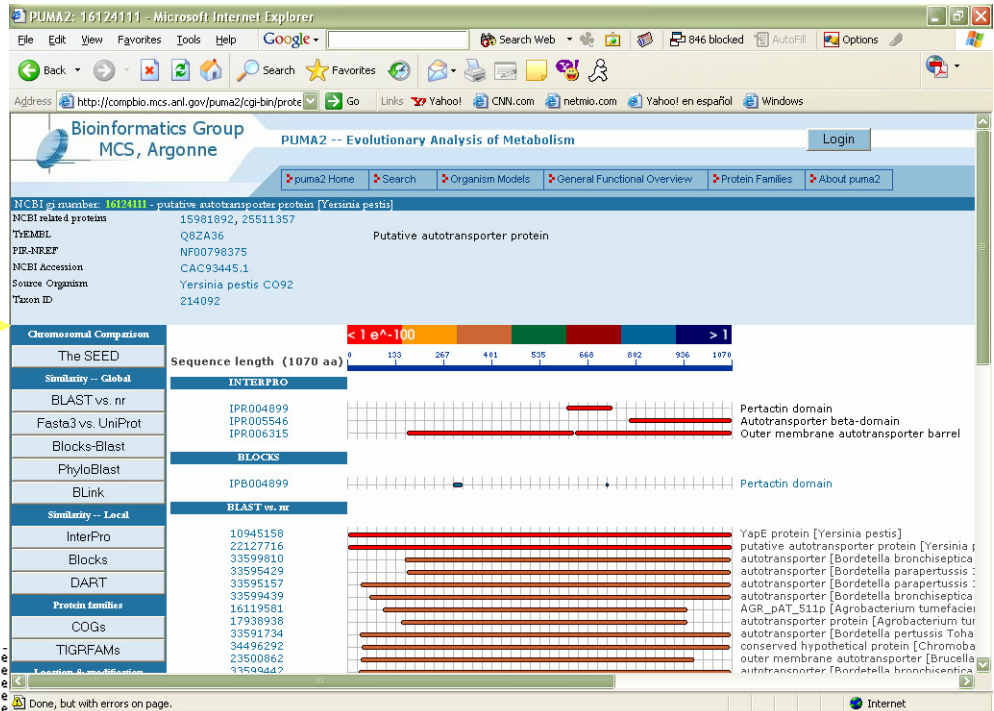 PUMA2: 16124111 - Microsoft Internet Explorer
File Edit View Favorites Tools Help Google Search Web 846 blocked AutoFill Options
Back Search Favorites
Address http://compbio.mcs.anl.gov/puma2/cgi-bin/prote Go Links Yahoo! CNN.com netmio.com Yahoo! en español Windows
Bioinformatics Group
MCS, Argonne
PUMA2 -- Evolutionary Analysis of Metabolism
Login
puma2 Home Search Organism Models General Functional Overview Protein Families About puma2
NCBI gi number: 16124111 - putative autotransporter protein [Yersinia pestis]
NCBI related proteins 15981892, 25511357
TrEMBL Q8ZA36 Putative autotransporter protein
PIR-NREF NF00798375
NCBI Accession CAC93445.1
Source Organism Yersinia pestis CO92
Taxon ID 214092
Chromosomal Comparison
The SEED
Similarity -- Global
BLAST vs. nr
Fasta3 vs. UniProt
Blocks-Blast
PhyloBlast
BLink
Similarity -- Local
InterPro
Blocks
DART
Protein families
COGs
TIGRFAMs
Location & modification
< 1 e^-100 > 1
Sequence length (1070 aa) 0 133 267 401 535 668 802 936 1070
INTERPRO
IPR004899 Pertactin domain
IPR005546 Autotransporter beta-domain
IPR006315 Outer membrane autotransporter barrel
BLOCKS
IPB004899 Pertactin domain
BLAST vs. nr
10945158 YapE protein [Yersinia pestis]
22127716 putative autotransporter protein [Yersinia p
33599810 autotransporter [Bordetella bronchiseptica
33595429 autotransporter [Bordetella parapertussis 1
33595157 autotransporter [Bordetella parapertussis 1
33599439 autotransporter [Bordetella bronchiseptica
16119581 AGR_pAT_511p [Agrobacterium tumefacien
17938938 autotransporter protein [Agrobacterium tur
33591734 autotransporter [Bordetella pertussis Toha
34496292 conserved hypothetical protein [Chromoba
23500862 outer membrane autotransporter [Brucella
33599442 autotransporter [Bordetella bronchiseptica
Done, but with errors on page. Internet